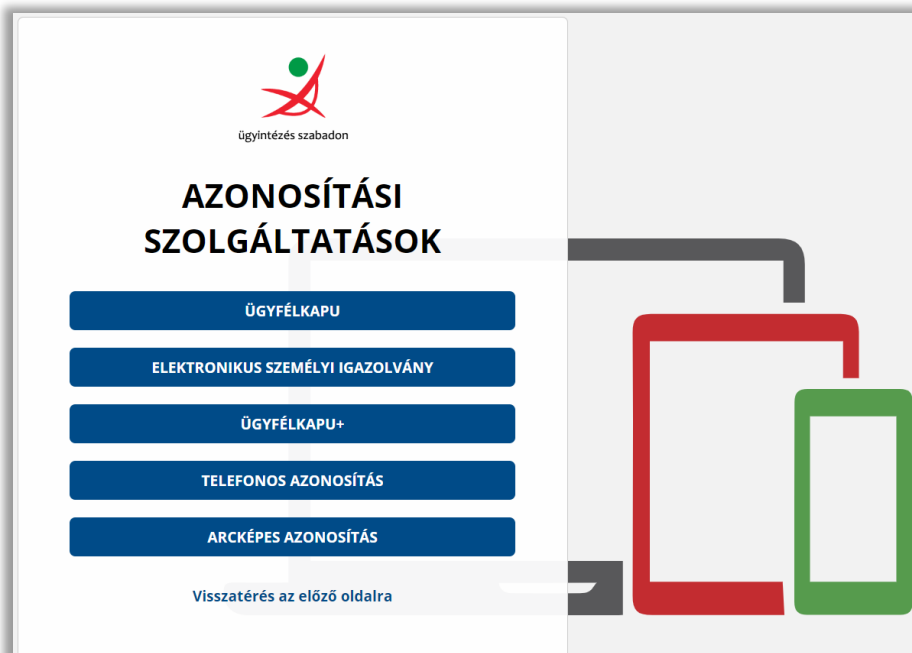 ügyintézés szabadon
AZONOSÍTÁSI
SZOLGÁLTATÁSOK
ÜGYFÉLKAPU
ELEKTRONIKUS SZEMÉLYI IGAZOLVÁNY
ÜGYFÉLKAPU+
TELEFONOS AZONOSÍTÁS
ARCKÉPES AZONOSÍTÁS
Visszatérés az előző oldalra